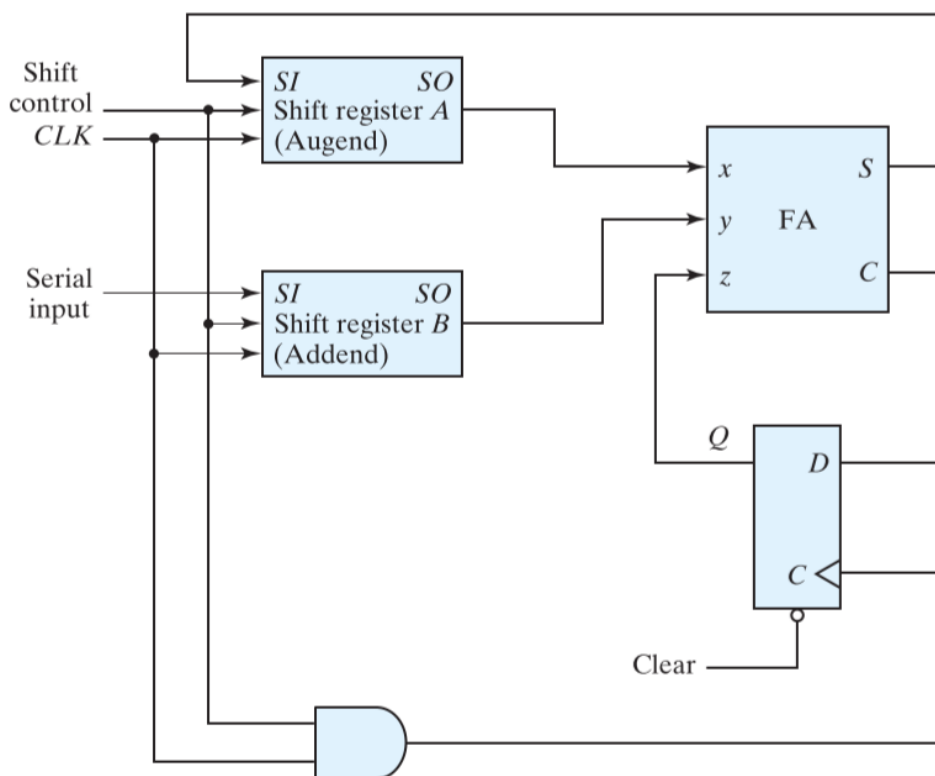 Shift
control
CLK
SI SO
Shift register A
(Augend)
Serial
input
SI SO
Shift register B
(Addend)
x S
y FA
z C
Q
D
C
Clear